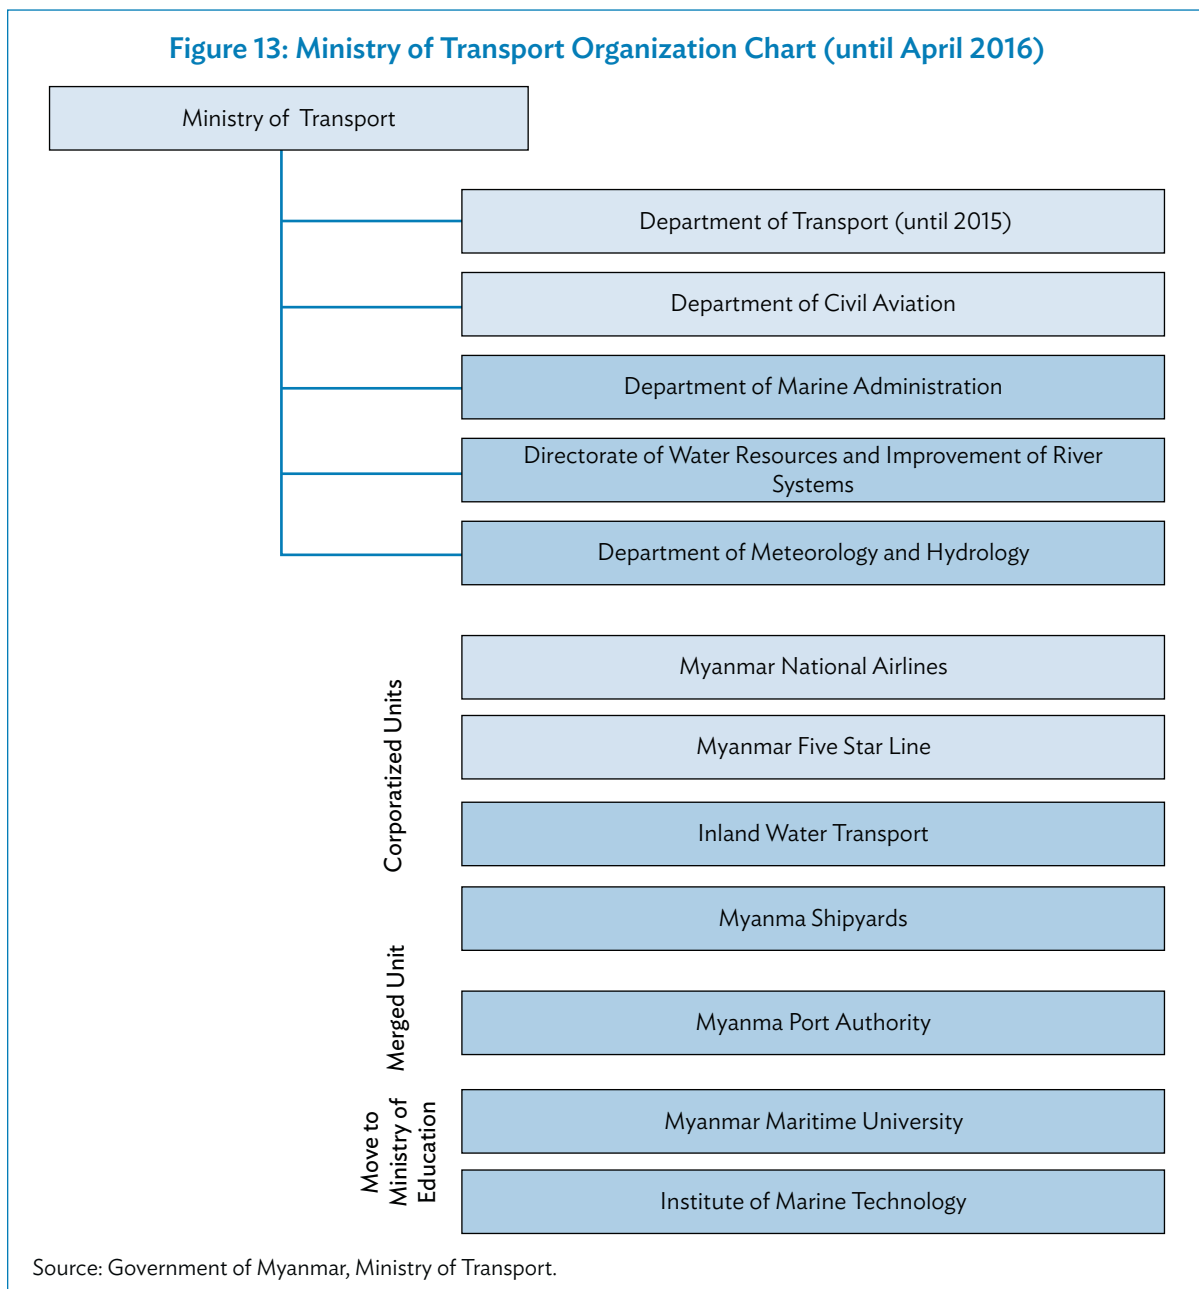 Figure 13: Ministry of Transport Organization Chart (until April 2016)
Ministry of Transport
Department of Transport (until 2015)
Department of Civil Aviation
Department of Marine Administration
Directorate of Water Resources and Improvement of River
Systems
Department of Meteorology and Hydrology
Corporatized Units
Myanmar National Airlines
Myanmar Five Star Line
Inland Water Transport
Myanma Shipyards
Merged Unit
Myanma Port Authority
Move to
Ministry of
Education
Myanmar Maritime University
Institute of Marine Technology
Source: Government of Myanmar, Ministry of Transport.